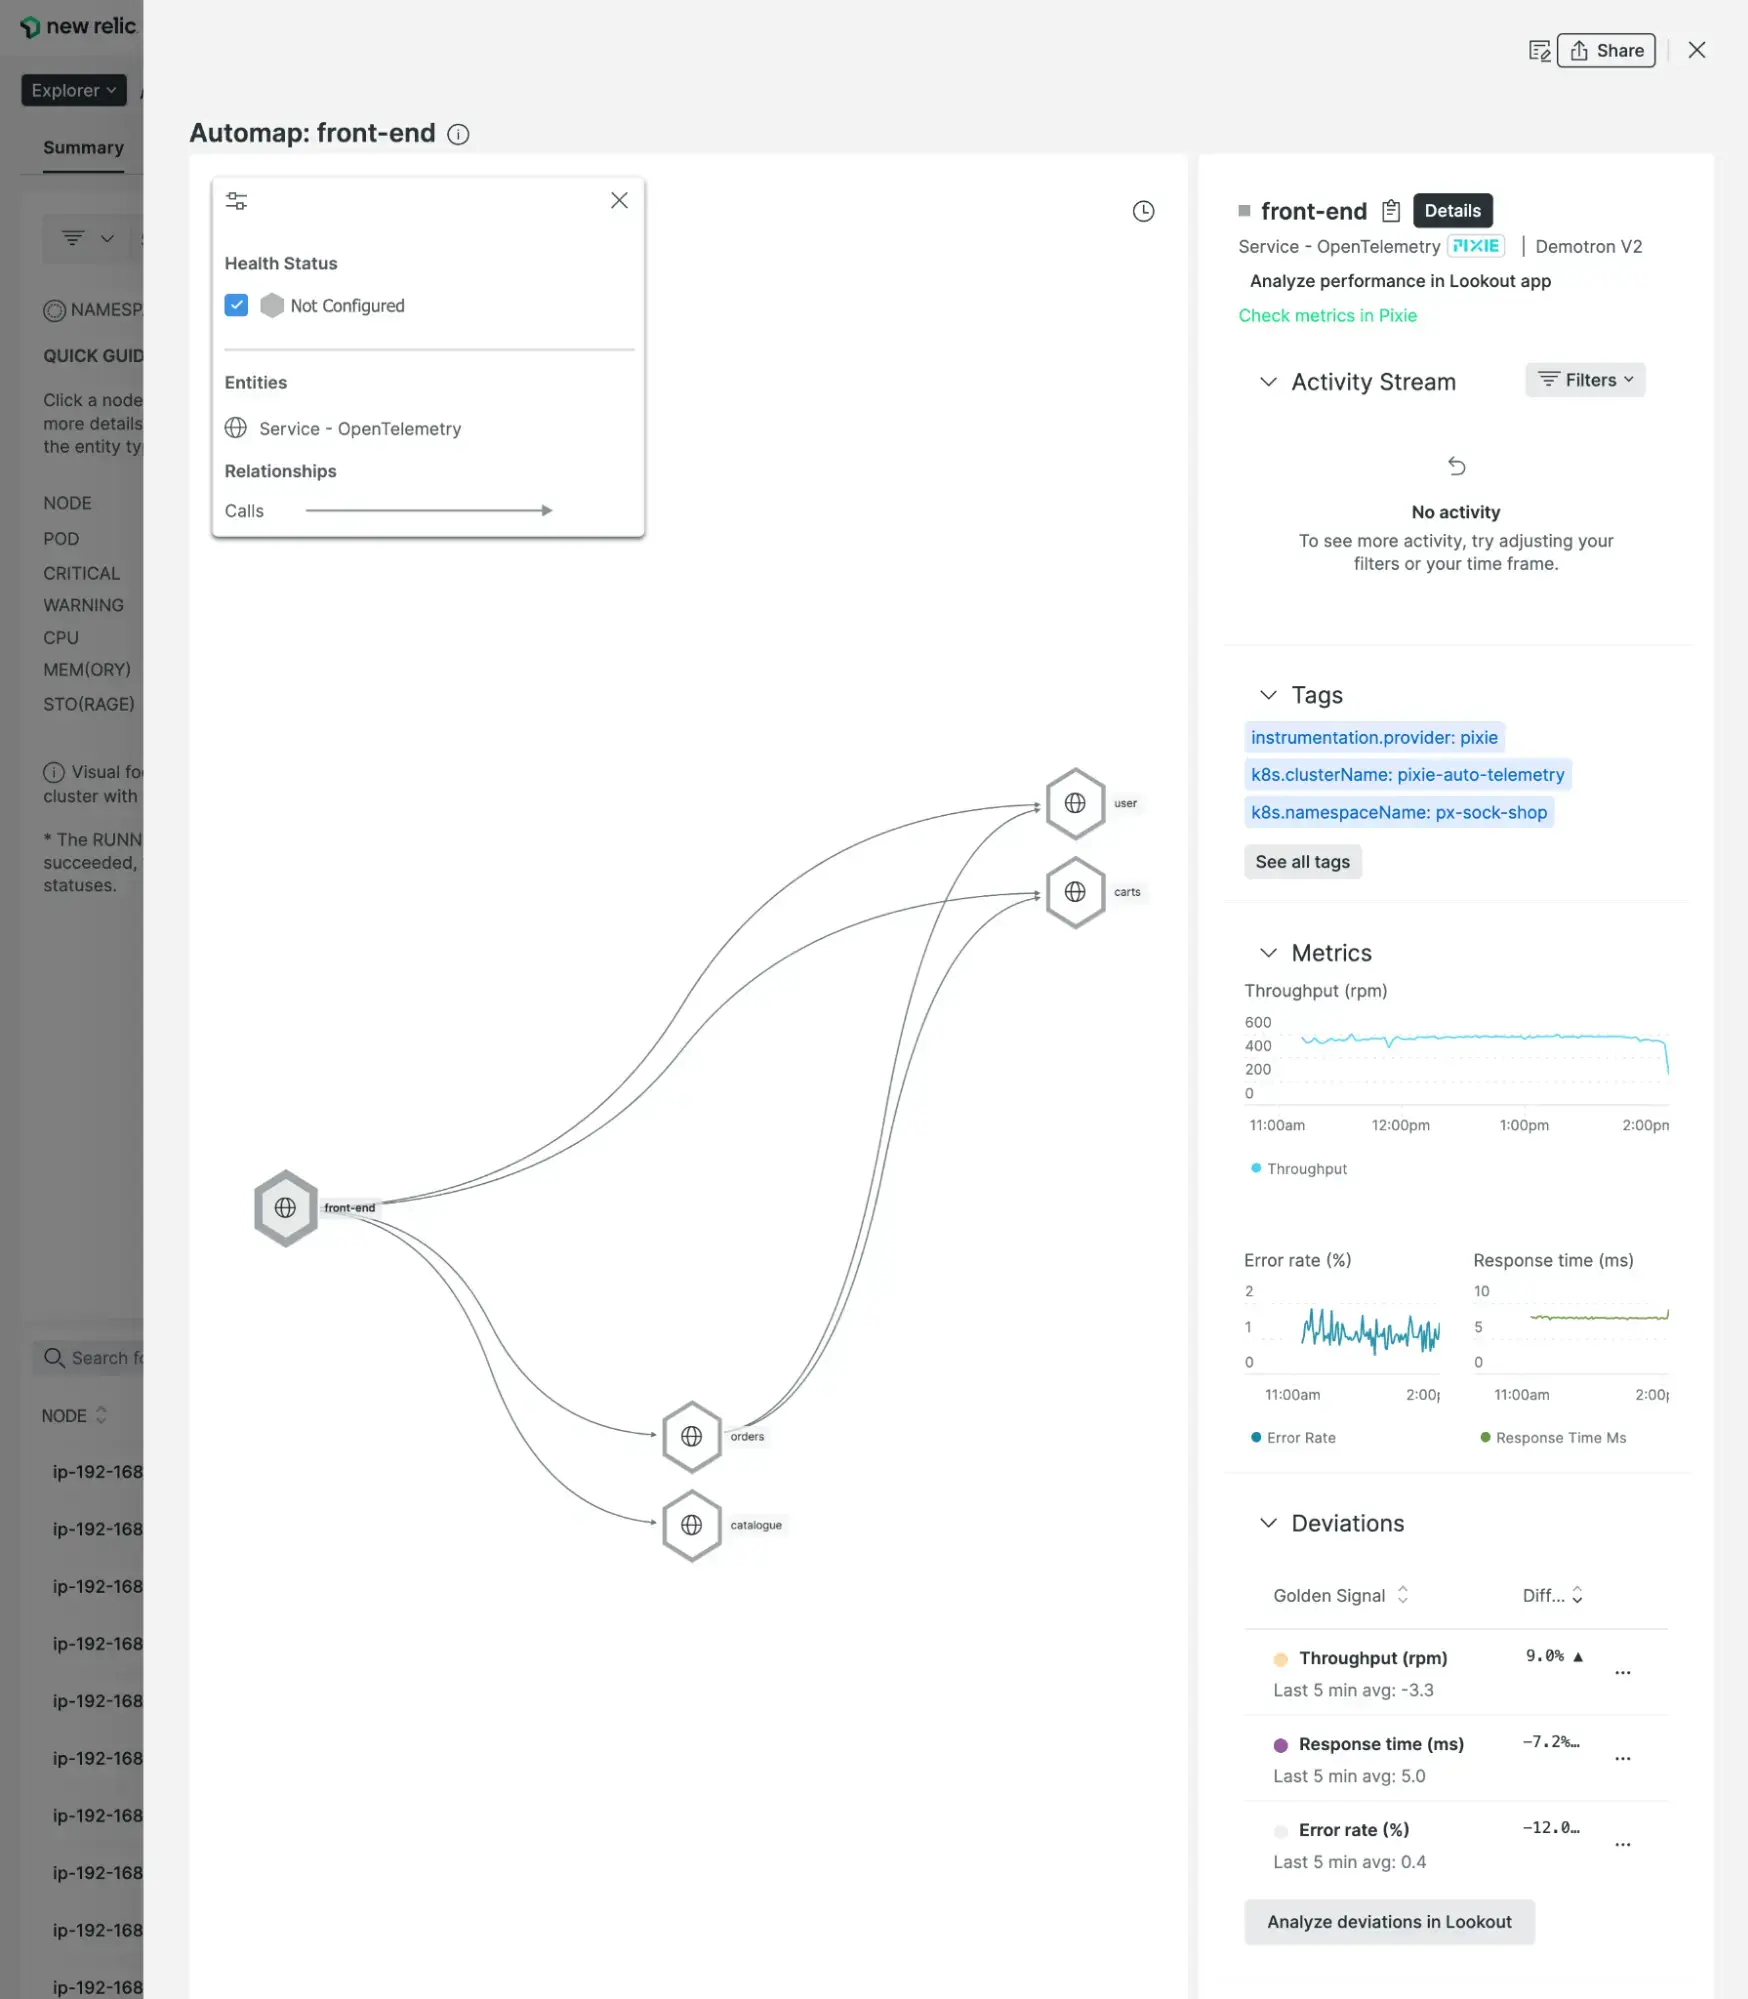 new relic
Explorer
Summary
NAMESP
QUICK GUID
Click a node
more details
the entity ty
NODE
POD
CRITICAL
WARNING
CPU
MEM(ORY)
STO(RAGE)
Visual fo
cluster with
* The RUNN
succeeded,
statuses.
Search fo
NODE
ip-192-168
ip-192-168
ip-192-168
ip-192-168
ip-192-168
ip-192-168
ip-192-168
ip-192-168
ip-192-168
ip-192-168
Share
Automap: front-end
Health Status
Not Configured
Entities
Service - OpenTelemetry
Relationships
Calls
user
carts
front-end
orders
catalogue
front-end
Details
Service - OpenTelemetry PIXIE | Demotron V2
Analyze performance in Lookout app
Check metrics in Pixie
Activity Stream
Filters
No activity
To see more activity, try adjusting your
filters or your time frame.
Tags
instrumentation.provider: pixie
k8s.clusterName: pixie-auto-telemetry
k8s.namespaceName: px-sock-shop
See all tags
Metrics
Throughput (rpm)
600
400
200
0
11:00am 12:00pm 1:00pm 2:00pm
Throughput
Error rate (%)
2
1
0
11:00am 2:00p
Error Rate
Response time (ms)
10
5
0
11:00am 2:00p
Response Time Ms
Deviations
Golden Signal Diff...
Throughput (rpm) 9.0% ▲ ...
Last 5 min avg: -3.3
Response time (ms) -7.2%… ...
Last 5 min avg: 5.0
Error rate (%) -12.0… ...
Last 5 min avg: 0.4
Analyze deviations in Lookout